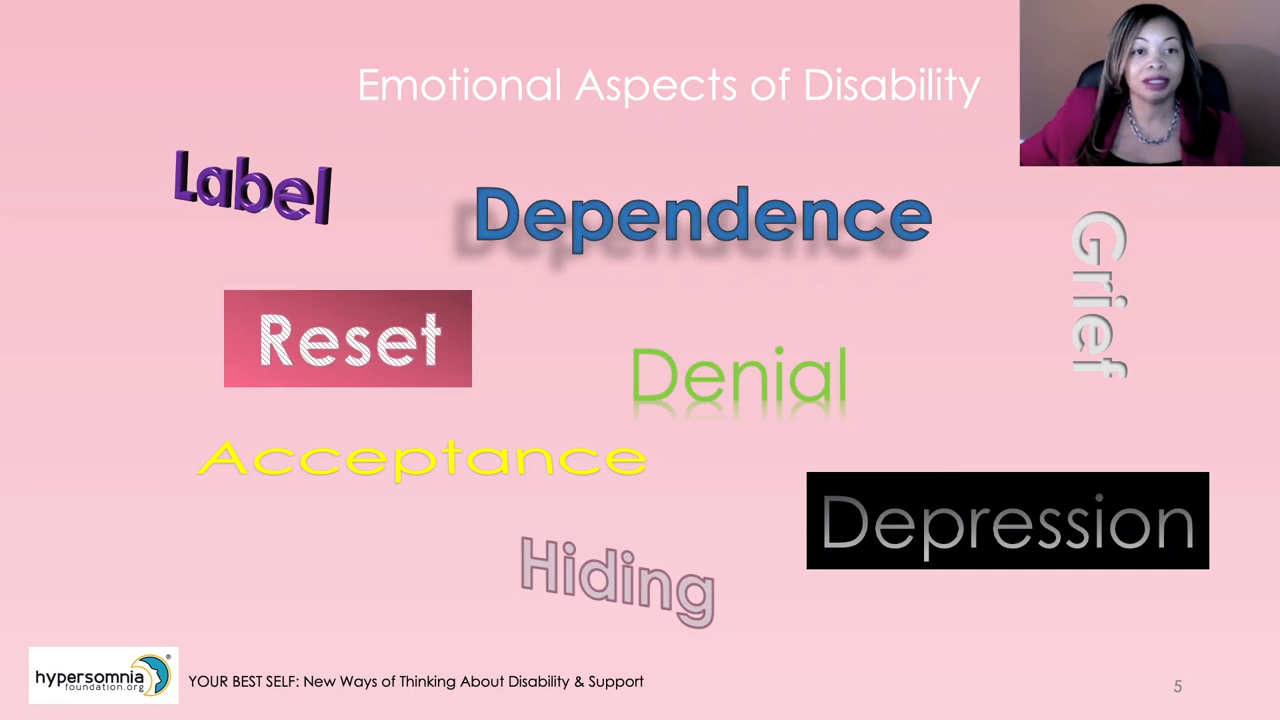 Emotional Aspects of Disability
Label
Dependence
Grief
Reset
Denial
Acceptance
Depression
Hiding
hypersomnia
foundation.org
®
YOUR BEST SELF: New Ways of Thinking About Disability & Support
5